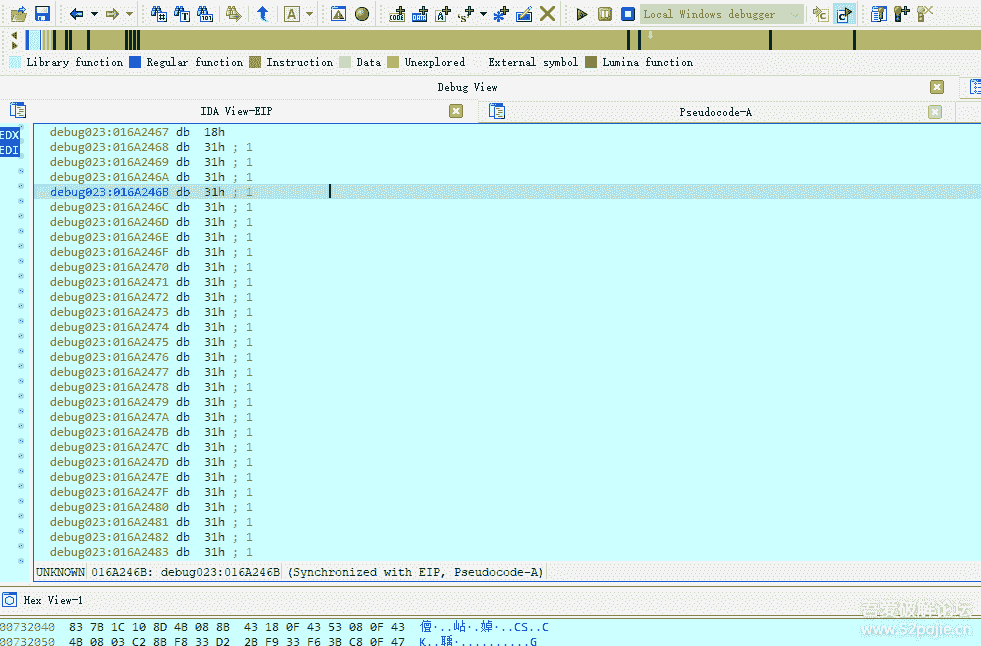 Local Windows debugger
Library function Regular function Instruction Data Unexplored External symbol Lumina function
Debug View
IDA View-EIP Pseudocode-A
EDX
EDI
debug023:016A2467 db 18h
debug023:016A2468 db 31h ; 1
debug023:016A2469 db 31h ; 1
debug023:016A246A db 31h ; 1
debug023:016A246B db 31h ; 1
debug023:016A246C db 31h ; 1
debug023:016A246D db 31h ; 1
debug023:016A246E db 31h ; 1
debug023:016A246F db 31h ; 1
debug023:016A2470 db 31h ; 1
debug023:016A2471 db 31h ; 1
debug023:016A2472 db 31h ; 1
debug023:016A2473 db 31h ; 1
debug023:016A2474 db 31h ; 1
debug023:016A2475 db 31h ; 1
debug023:016A2476 db 31h ; 1
debug023:016A2477 db 31h ; 1
debug023:016A2478 db 31h ; 1
debug023:016A2479 db 31h ; 1
debug023:016A247A db 31h ; 1
debug023:016A247B db 31h ; 1
debug023:016A247C db 31h ; 1
debug023:016A247D db 31h ; 1
debug023:016A247E db 31h ; 1
debug023:016A247F db 31h ; 1
debug023:016A2480 db 31h ; 1
debug023:016A2481 db 31h ; 1
debug023:016A2482 db 31h ; 1
debug023:016A2483 db 31h ; 1
UNKNOWN 016A246B: debug023:016A246B (Synchronized with EIP, Pseudocode-A)
Hex View-1
00732040 83 7B 1C 10 8D 4B 08 8B 43 18 0F 43 53 08 0F 43 ..CS..C
00732050 4B 08 03 C2 8B F8 33 D2 2B F9 33 F6 3B C8 0F 47 K..
吾爱破解论坛
www.52pojie.cn